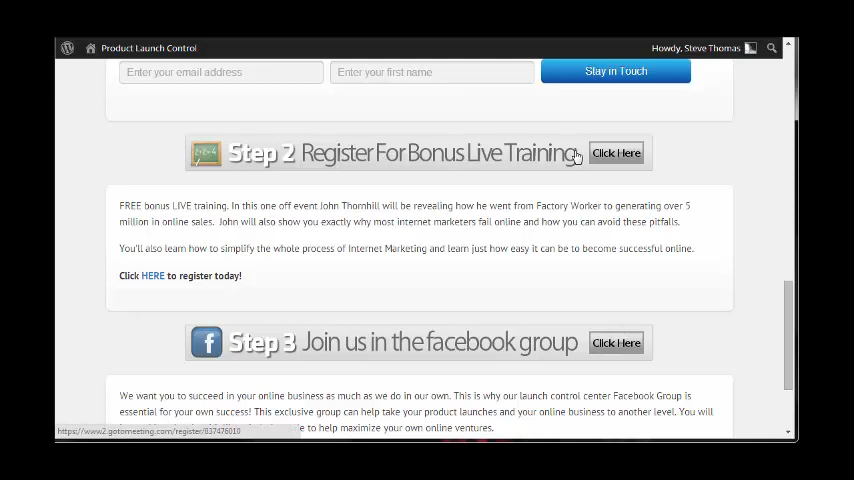 Product Launch Control
Howdy, Steve Thomas
Enter your email address
Enter your first name
Stay in Touch
Step 2 Register For Bonus Live Training
Click Here
FREE bonus LIVE training. In this one off event John Thornhill will be revealing how he went from Factory Worker to generating over 5
million in online sales. John will also show you exactly why most internet marketers fail online and how you can avoid these pitfalls.
You'll also learn how to simplify the whole process of Internet Marketing and learn just how easy it can be to become successful online.
Click HERE to register today!
Step 3 Join us in the facebook group
Click Here
We want you to succeed in your online business as much as we do in our own. This is why our launch control center Facebook Group is
essential for your own success! This exclusive group can help take your product launches and your online business to another level. You will
https://www2.gotomeeting.com/register/837476010
to help maximize your own online ventures.